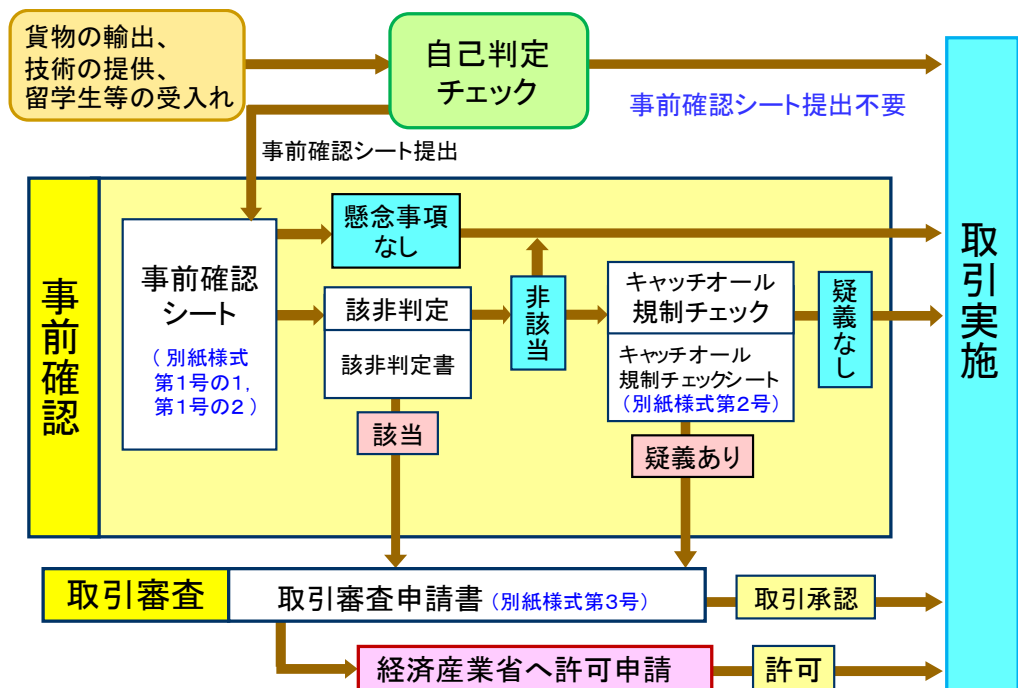 貨物の輸出、
技術の提供、
留学生等の受入れ
自己判定
チェック
事前確認シート提出不要
事前確認シート提出
事前確認
事前確認
シート
（別紙様式
第1号の1,
第1号の2）
懸念事項
なし
該非判定
該非判定書
非該当
キャッチオール
規制チェック
キャッチオール
規制チェックシート
（別紙様式第2号）
疑義なし
該当
疑義あり
取引実施
取引審査
取引審査申請書（別紙様式第3号）
取引承認
経済産業省へ許可申請
許可